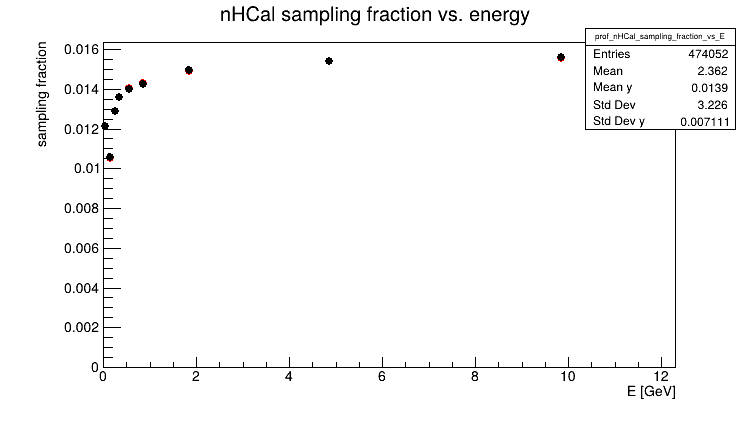 nHCal sampling fraction vs. energy
prof_nHCal_sampling_fraction_vs_E
Entries 474052
Mean 2.362
Mean y 0.0139
Std Dev 3.226
Std Dev y 0.007111
sampling fraction
0.016
0.014
0.012
0.01
0.008
0.006
0.004
0.002
0
0 2 4 6 8 10 12
E [GeV]